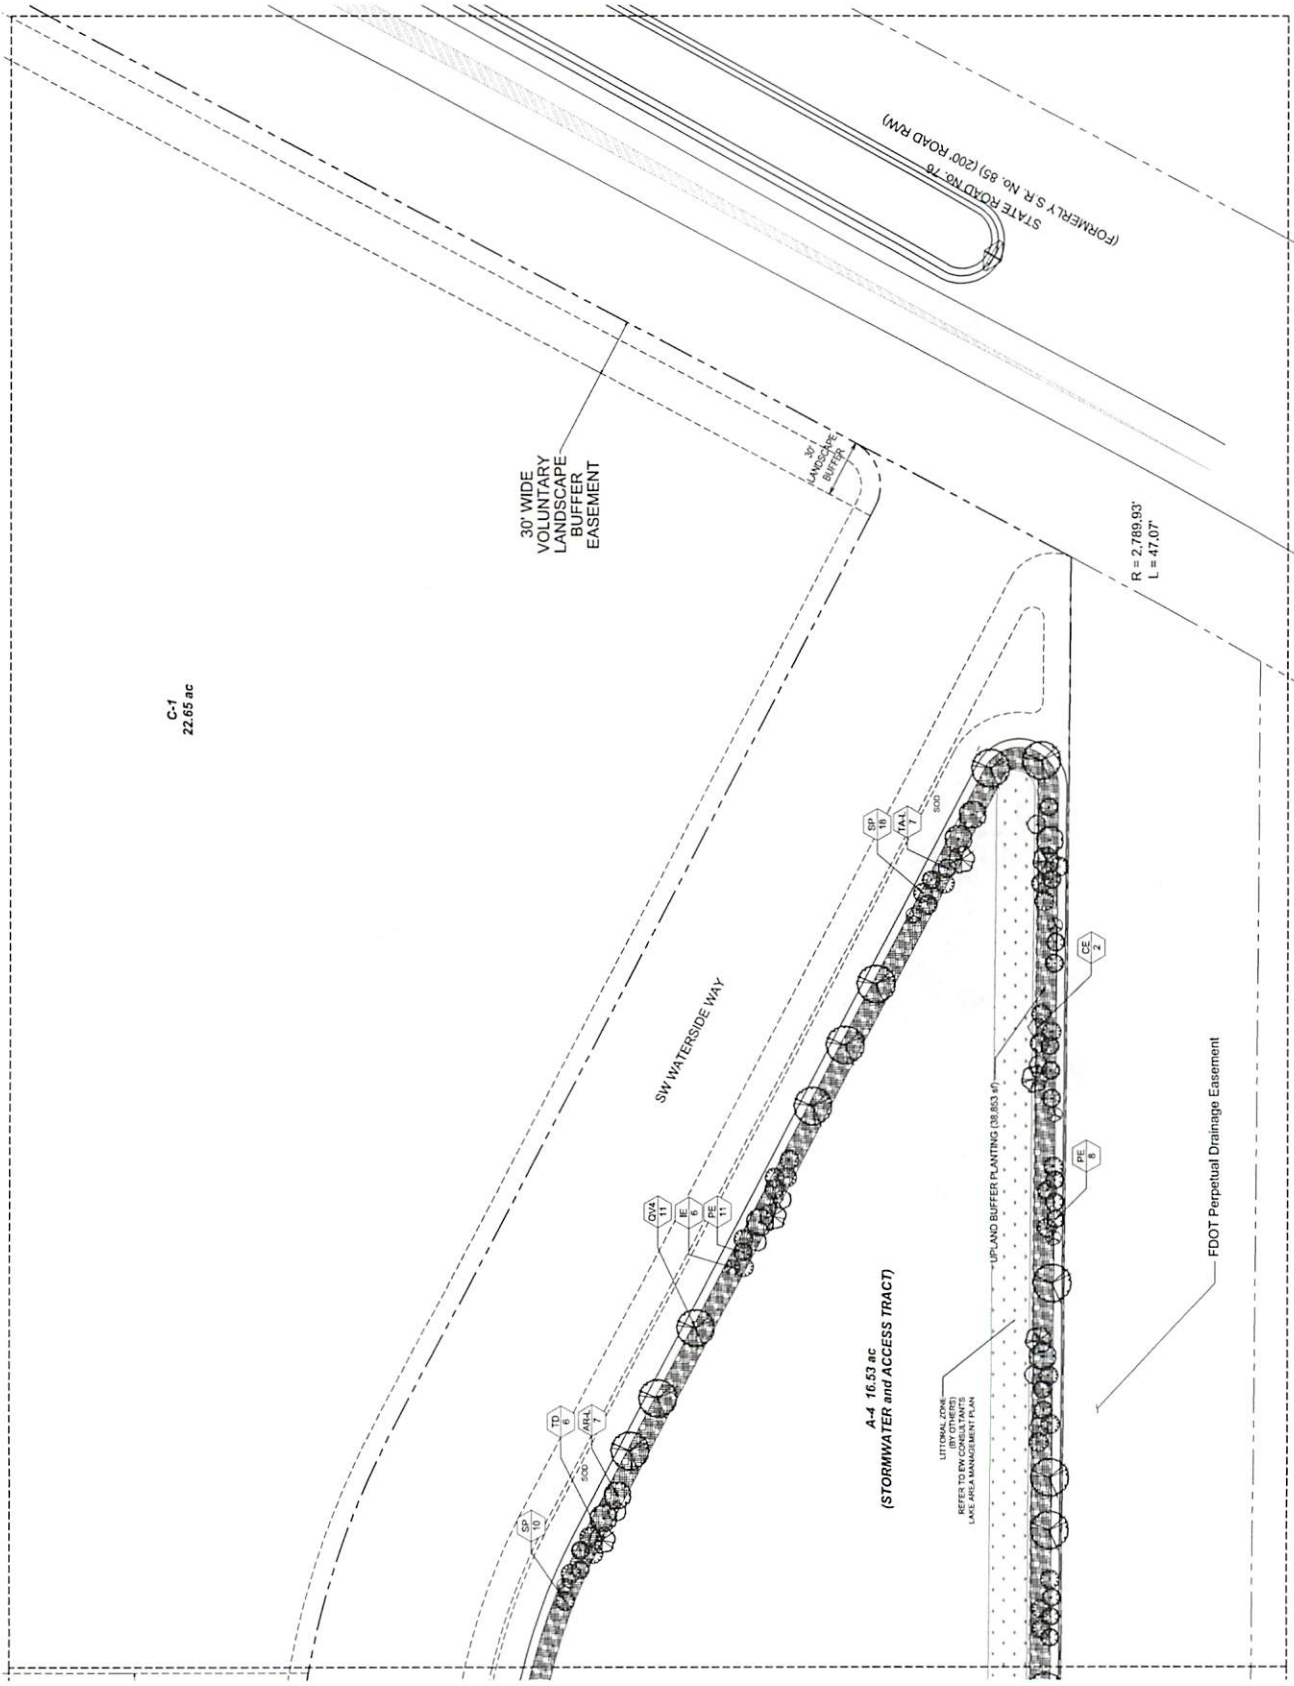 (FORMERLY S.R. No. 85) (200' ROAD R/W)
STATE ROAD No. 76
30' WIDE
VOLUNTARY
LANDSCAPE
BUFFER
EASEMENT
30'
LANDSCAPE
BUFFER
R = 2,789.93'
L = 47.07'
C-1
22.65 ac
SP
18
TA-L
7
SOD
CE
2
SW WATERSIDE WAY
UPLAND BUFFER PLANTING (38,853 sf)
PE
8
FDOT Perpetual Drainage Easement
QV4
11
IE
6
PE
11
A-4 16.53 ac
(STORMWATER and ACCESS TRACT)
LITTORAL ZONE
(BY OTHERS)
REFER TO EW CONSULTANTS
LAKE AREA MANAGEMENT PLAN
TD
6
AR-L
7
SOD
SP
10